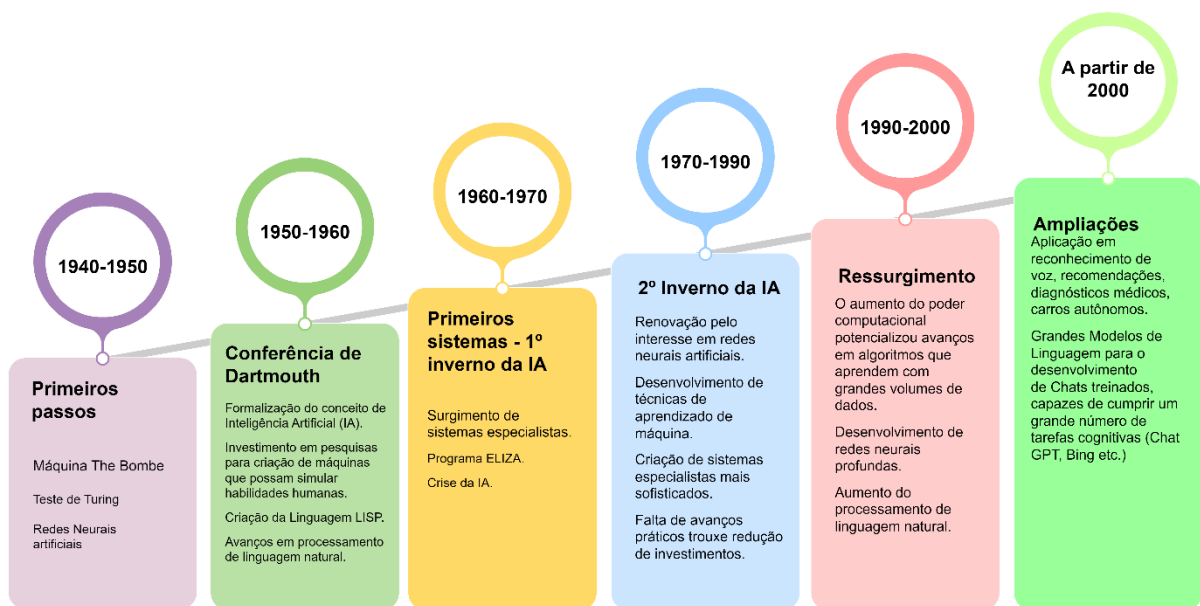 1940-1950
Primeiros
passos
Máquina The Bombe
Teste de Turing
Redes Neurais
artificiais
1950-1960
Conferência de
Dartmouth
Formalização do conceito de
Inteligência Artificial (IA).
Investimento em pesquisas
para criação de máquinas
que possam simular
habilidades humanas.
Criação da Linguagem LISP.
Avanços em processamento
de linguagem natural.
1960-1970
Primeiros
sistemas - 1º
inverno da IA
Surgimento de
sistemas especialistas.
Programa ELIZA.
Crise da IA.
1970-1990
2º Inverno da IA
Renovação pelo
interesse em redes
neurais artificiais.
Desenvolvimento de
técnicas de
aprendizado de
máquina.
Criação de sistemas
especialistas mais
sofisticados.
Falta de avanços
práticos trouxe redução
de investimentos.
1990-2000
Ressurgimento
O aumento do poder
computacional
potencializou avanços
em algoritmos que
aprendem com
grandes volumes de
dados.
Desenvolvimento de
redes neurais
profundas.
Aumento do
processamento de
linguagem natural.
A partir de
2000
Ampliações
Aplicação em
reconhecimento de
voz, recomendações,
diagnósticos médicos,
carros autônomos.
Grandes Modelos de
Linguagem para o
desenvolvimento
de Chats treinados,
capazes de cumprir um
grande número de
tarefas cognitivas (Chat
GPT, Bing etc.)